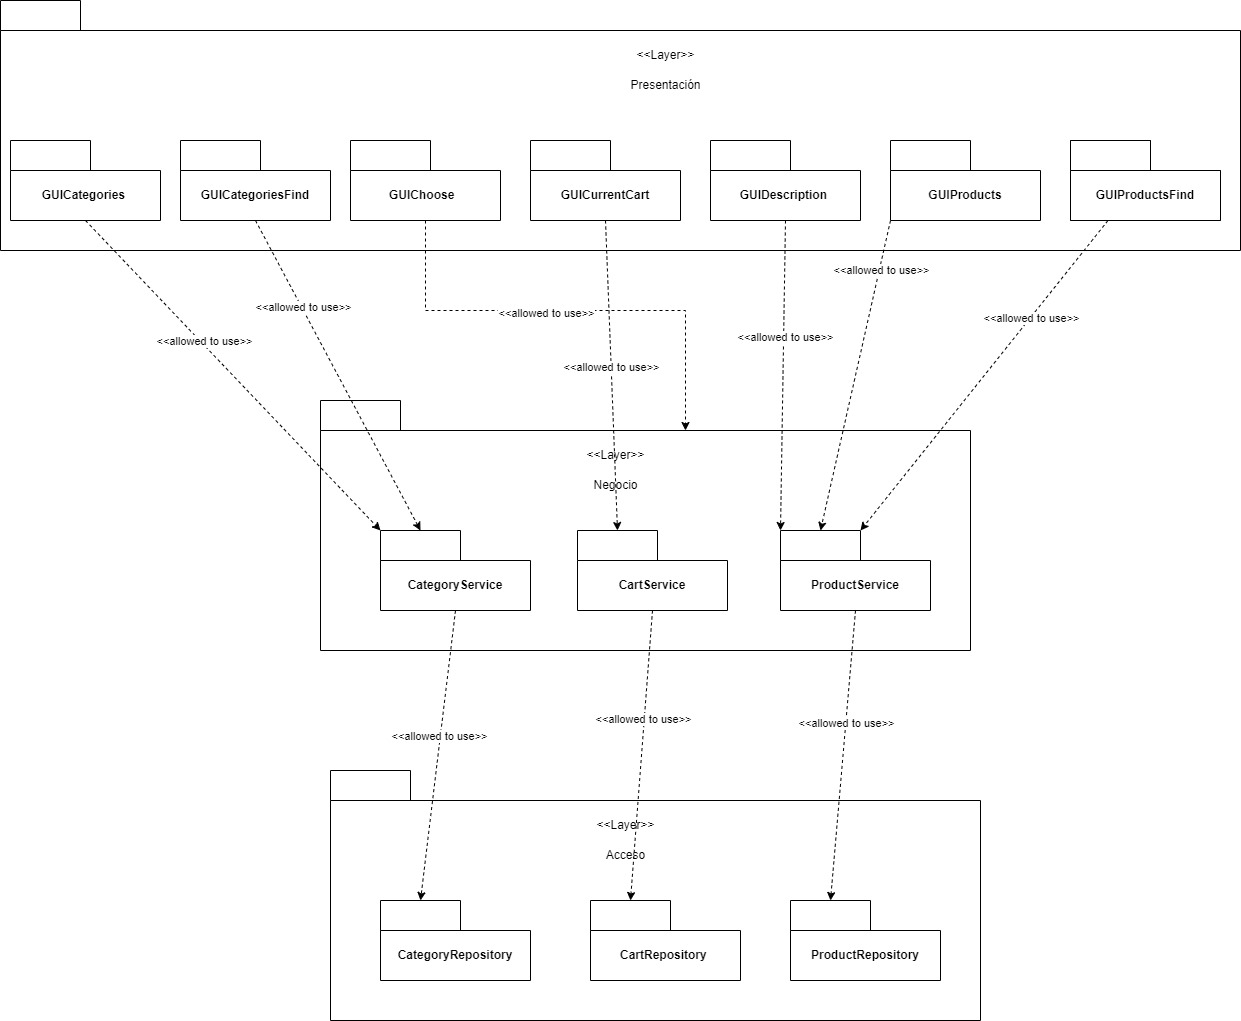 <<Layer>>
Presentación
GUICategories
GUICategoriesFind
GUIChoose
GUICurrentCart
GUIDescription
GUIProducts
GUIProductsFind
<<allowed to use>>
<<allowed to use>>
<<allowed to use>>
<<allowed to use>>
<<allowed to use>>
<<allowed to use>>
<<allowed to use>>
<<Layer>>
Negocio
CategoryService
CartService
ProductService
<<allowed to use>>
<<allowed to use>>
<<allowed to use>>
<<Layer>>
Acceso
CategoryRepository
CartRepository
ProductRepository